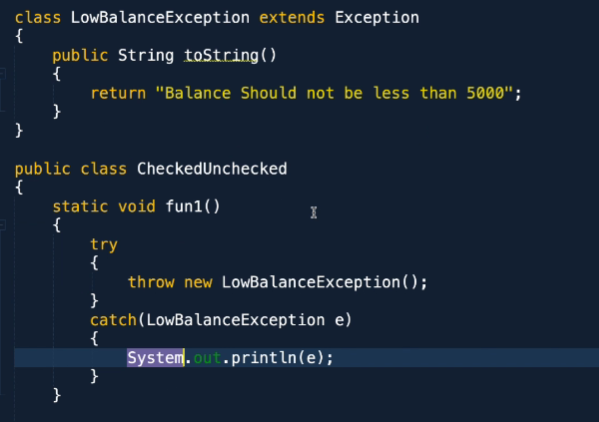 class LowBalanceException extends Exception
{
    public String toString()
    {
        return "Balance Should not be less than 5000";
    }
}
public class CheckedUnchecked
{
    static void fun1()
    {
        try
        {
            throw new LowBalanceException();
        }
        catch(LowBalanceException e)
        {
            System.out.println(e);
        }
    }